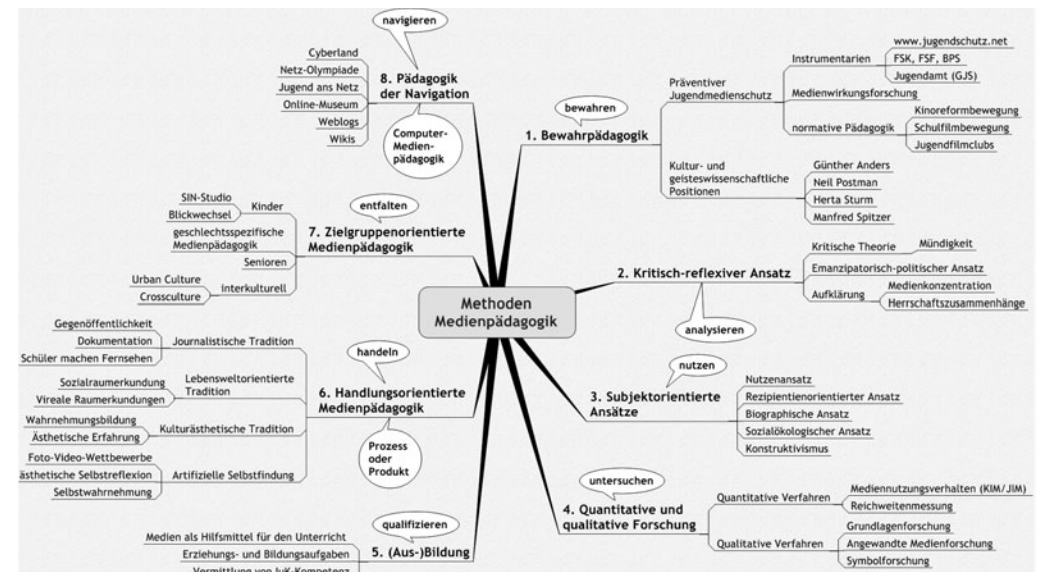 Methoden
Medienpädagogik
bewahren
1. Bewahrpädagogik
Präventiver
Jugendmedienschutz
Instrumentarien
www.jugendschutz.net
FSK, FSF, BPS
Jugendamt (GJS)
Medienwirkungsforschung
normative Pädagogik
Kinoreformbewegung
Schulfilmbewegung
Jugendfilmclubs
Kultur- und
geisteswissenschaftliche
Positionen
Günther Anders
Neil Postman
Herta Sturm
Manfred Spitzer
2. Kritisch-reflexiver Ansatz
analysieren
Kritische Theorie
Mündigkeit
Emanzipatorisch-politischer Ansatz
Aufklärung
Medienkonzentration
Herrschaftszusammenhänge
nutzen
3. Subjektorientierte
Ansätze
Nutzenansatz
Rezipientienorientierter Ansatz
Biographische Ansatz
Sozialökologischer Ansatz
Konstruktivismus
untersuchen
4. Quantitative und
qualitative Forschung
Quantitative Verfahren
Mediennutzungsverhalten (KIM/JIM)
Reichweitenmessung
Qualitative Verfahren
Grundlagenforschung
Angewandte Medienforschung
Symbolforschung
qualifizieren
5. (Aus-)Bildung
Medien als Hilfsmittel für den Unterricht
Erziehungs- und Bildungsaufgaben
Vermittlung von IuK-Kompetenz
handeln
6. Handlungsorientierte
Medienpädagogik
Prozess
oder
Produkt
Journalistische Tradition
Gegenöffentlichkeit
Dokumentation
Schüler machen Fernsehen
Lebensweltorientierte
Tradition
Sozialraumerkundung
Vireale Raumerkundungen
Kulturästhetische Tradition
Wahrnehmungsbildung
Ästhetische Erfahrung
Artifizielle Selbstfindung
Foto-Video-Wettbewerbe
ästhetische Selbstreflexion
Selbstwahrnehmung
entfalten
7. Zielgruppenorientierte
Medienpädagogik
Kinder
SIN-Studio
Blickwechsel
geschlechtsspezifische
Medienpädagogik
Senioren
interkulturell
Urban Culture
Crossculture
navigieren
8. Pädagogik
der Navigation
Computer-
Medien-
pädagogik
Cyberland
Netz-Olympiade
Jugend ans Netz
Online-Museum
Weblogs
Wikis